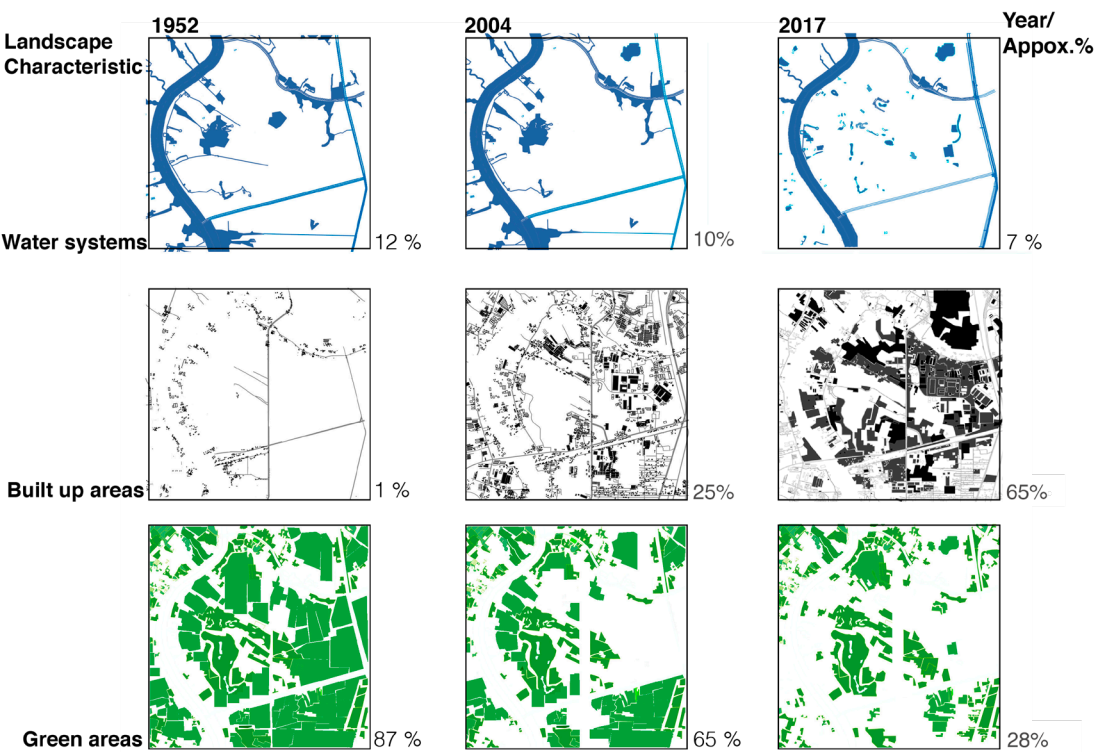 1952
2004
2017
Year/
Appox.%
Landscape
Characteristic
Water systems
12 %
10%
7 %
Built up areas
1 %
25%
65%
Green areas
87 %
65 %
28%